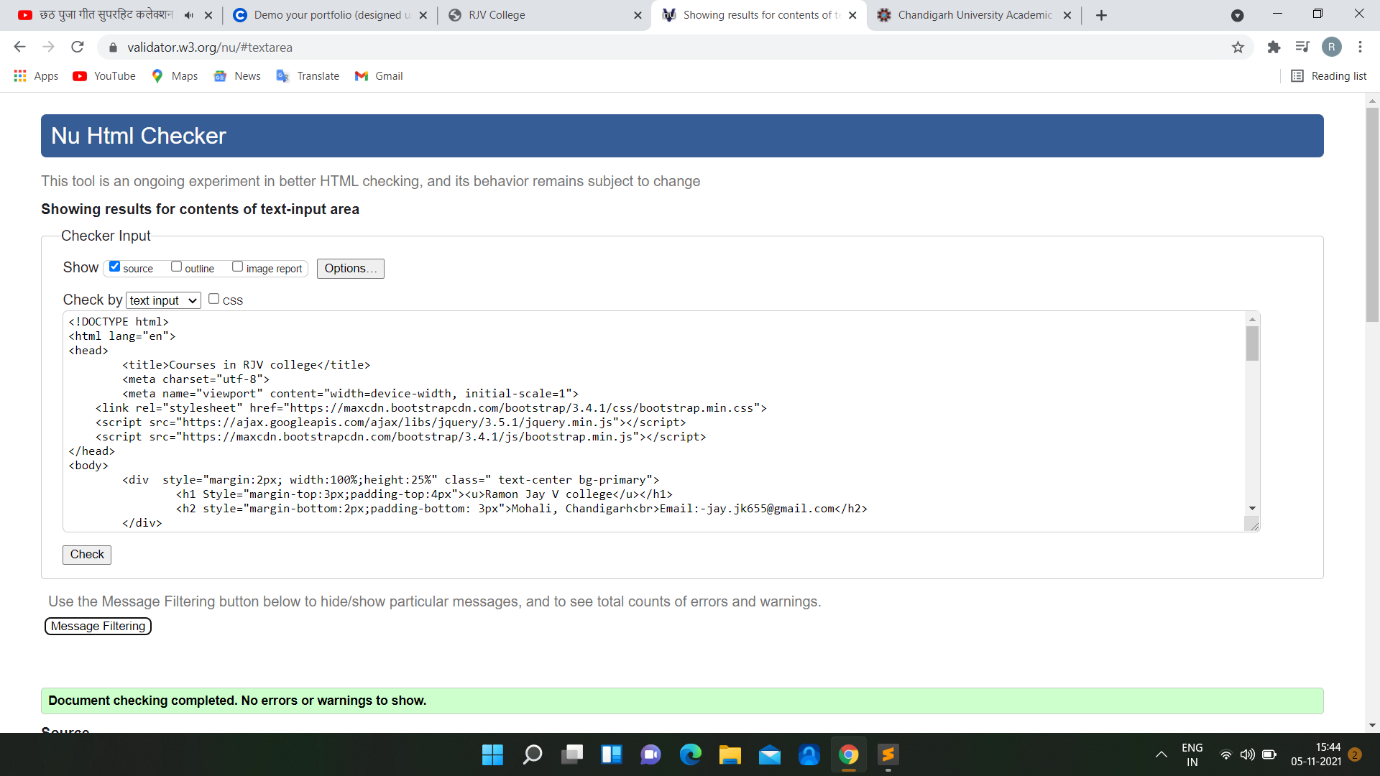 छठ पुजा गीत सुपरहिट कलेक्शन
Demo your portfolio (designed u
RJV College
Showing results for contents of t
Chandigarh University Academic
validator.w3.org/nu/#textarea
R
Apps
YouTube
Maps
News
Translate
Gmail
Reading list
Nu Html Checker
This tool is an ongoing experiment in better HTML checking, and its behavior remains subject to change
Showing results for contents of text-input area
Checker Input
Show source outline image report Options...
Check by text input css
<!DOCTYPE html>
<html lang="en">
<head>
<title>Courses in RJV college</title>
<meta charset="utf-8">
<meta name="viewport" content="width=device-width, initial-scale=1">
<link rel="stylesheet" href="https://maxcdn.bootstrapcdn.com/bootstrap/3.4.1/css/bootstrap.min.css">
<script src="https://ajax.googleapis.com/ajax/libs/jquery/3.5.1/jquery.min.js"></script>
<script src="https://maxcdn.bootstrapcdn.com/bootstrap/3.4.1/js/bootstrap.min.js"></script>
</head>
<body>
<div  style="margin:2px; width:100%;height:25%" class=" text-center bg-primary">
<h1 Style="margin-top:3px;padding-top:4px"><u>Ramon Jay V college</u></h1>
<h2 style="margin-bottom:2px;padding-bottom: 3px">Mohali, Chandigarh<br>Email:-jay.jk655@gmail.com</h2>
</div>
Check
Use the Message Filtering button below to hide/show particular messages, and to see total counts of errors and warnings.
Message Filtering
Document checking completed. No errors or warnings to show.
Source
ENG
IN
15:44
05-11-2021
2